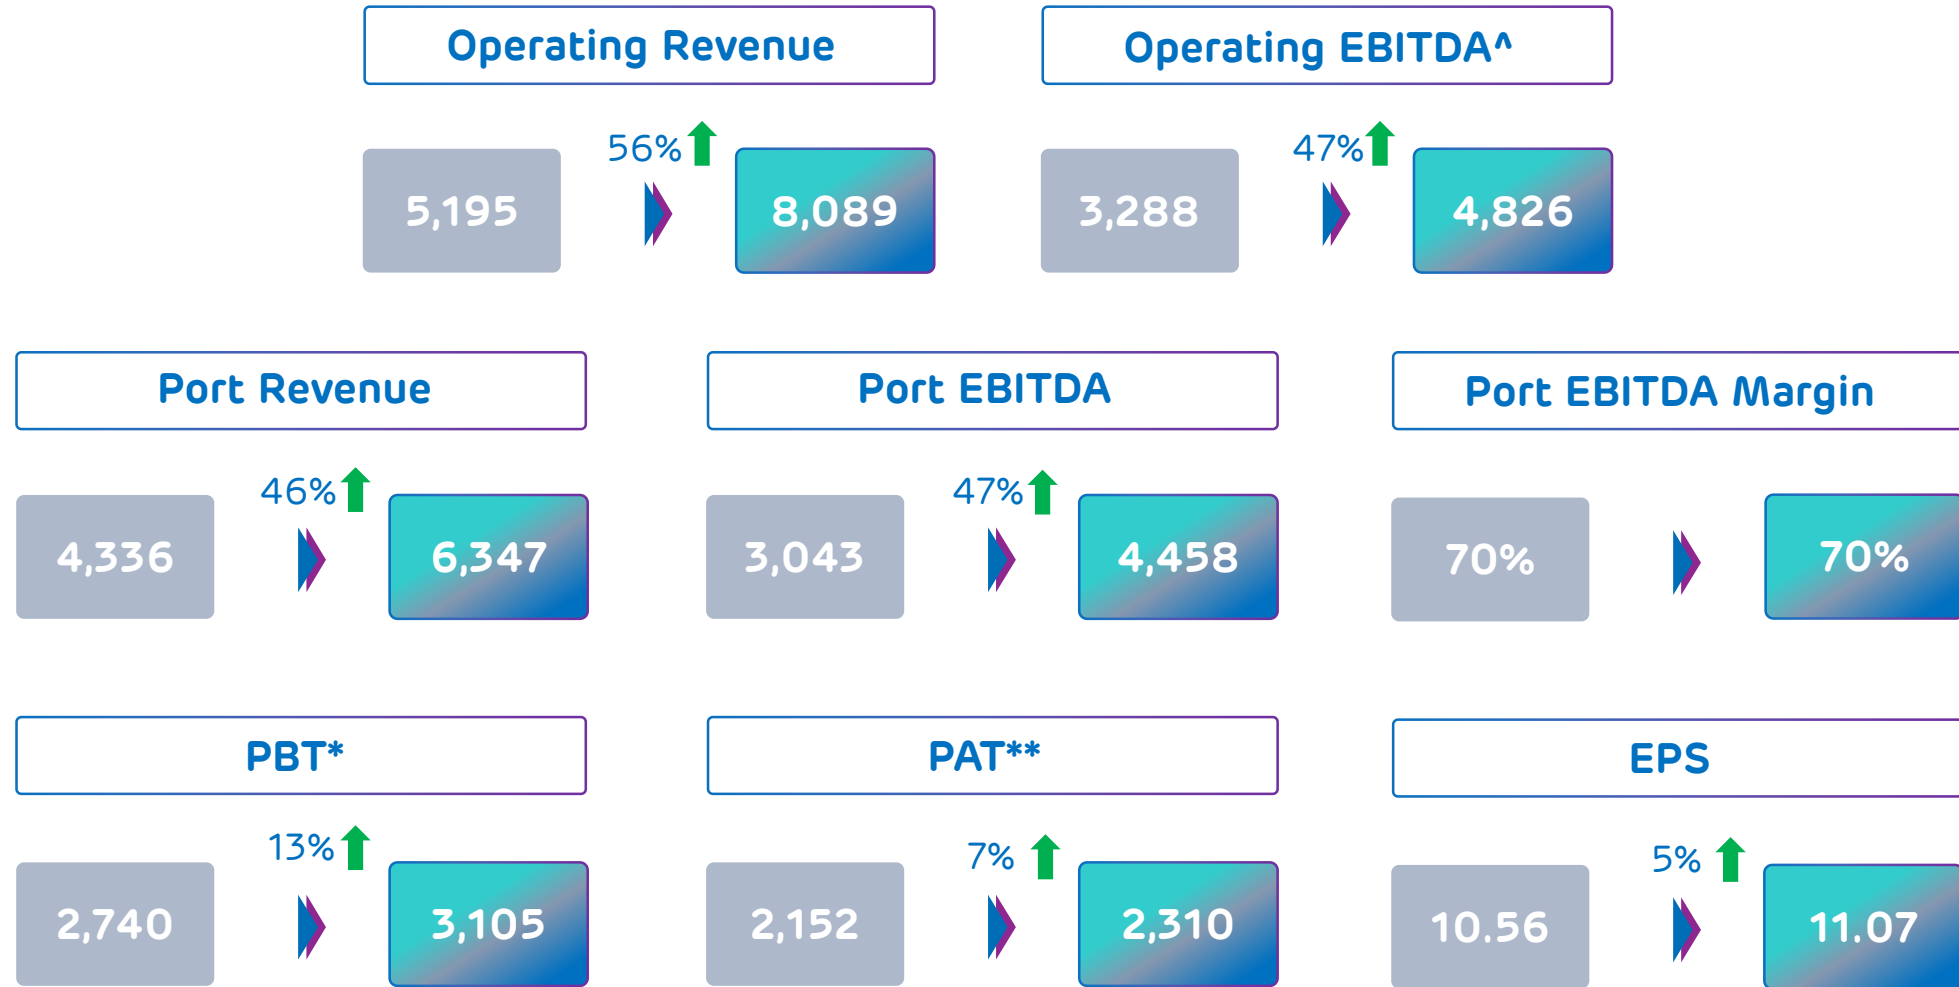 Operating Revenue
Operating EBITDA^
56%
47%
5,195
8,089
3,288
4,826
Port Revenue
Port EBITDA
Port EBITDA Margin
46%
47%
4,336
6,347
3,043
4,458
70%
70%
PBT*
PAT**
EPS
13%
7%
5%
2,740
3,105
2,152
2,310
10.56
11.07